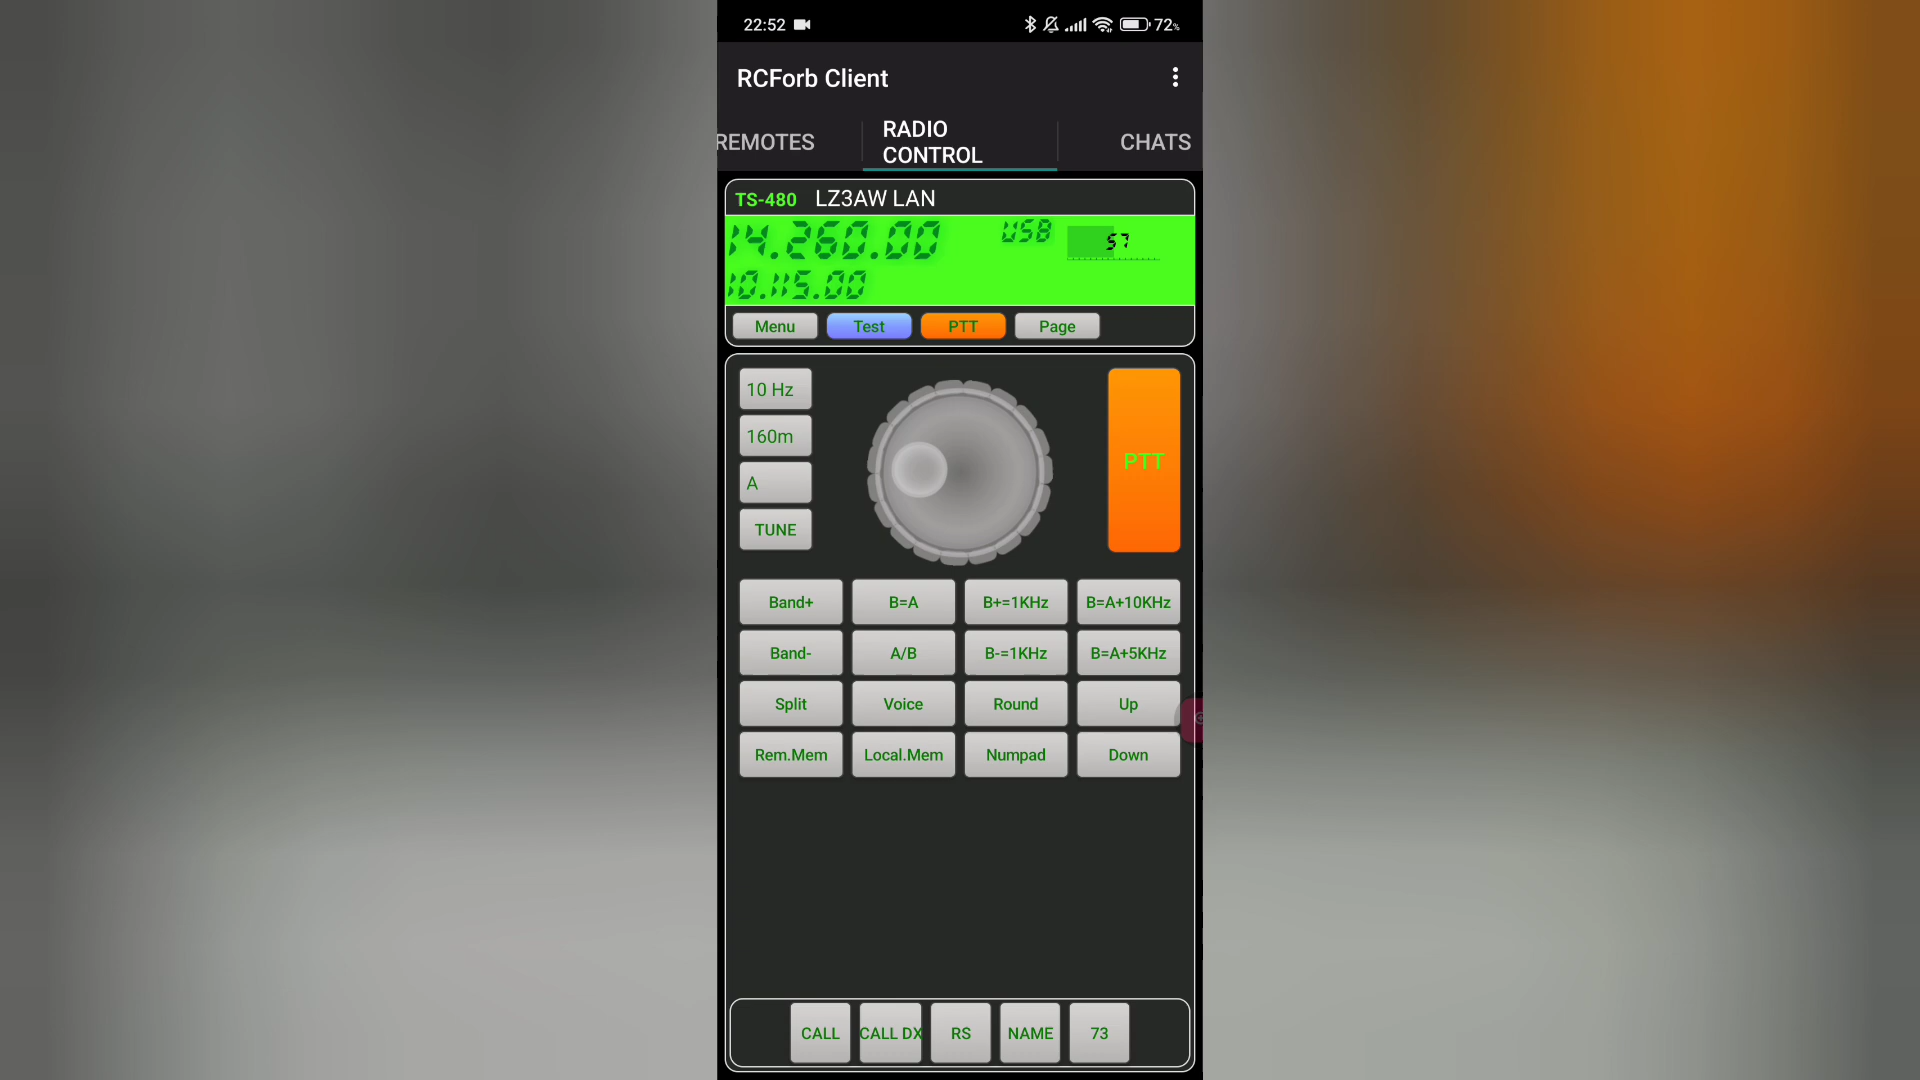 22:52 72%
RCForb Client
REMOTES RADIO CONTROL CHATS
TS-480 LZ3AW LAN
14.260.00 USB S7
10.115.00
Menu Test PTT Page
10 Hz
160m
A
TUNE
PTT
Band+ B=A B+=1KHz B=A+10KHz
Band- A/B B-=1KHz B=A+5KHz
Split Voice Round Up
Rem.Mem Local.Mem Numpad Down
CALL CALL DX RS NAME 73